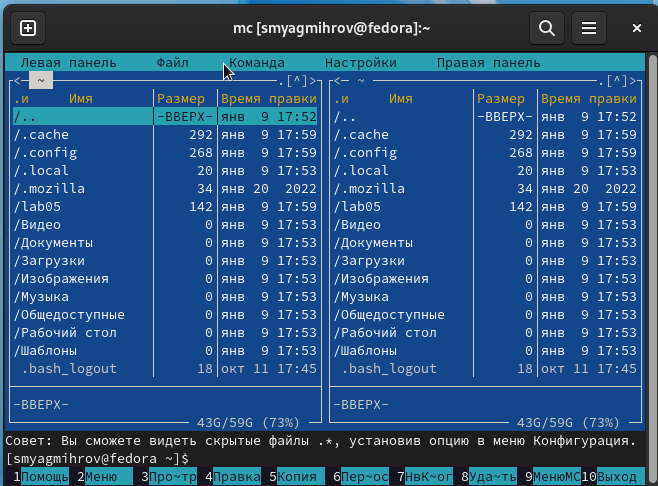 mc [smyagmihrov@fedora]:~
Левая панель Файл Команда Настройки Правая панель
<─ ~ .[^]> <─ ~ .[^]>
.и Имя Размер Время правки .и Имя Размер Время правки
/.. -ВВЕРХ- янв 9 17:52 /.. -ВВЕРХ- янв 9 17:52
/.cache 292 янв 9 17:59 /.cache 292 янв 9 17:59
/.config 268 янв 9 17:59 /.config 268 янв 9 17:59
/.local 20 янв 9 17:53 /.local 20 янв 9 17:53
/.mozilla 34 янв 20 2022 /.mozilla 34 янв 20 2022
/lab05 142 янв 9 17:59 /lab05 142 янв 9 17:59
/Видео 0 янв 9 17:53 /Видео 0 янв 9 17:53
/Документы 0 янв 9 17:53 /Документы 0 янв 9 17:53
/Загрузки 0 янв 9 17:53 /Загрузки 0 янв 9 17:53
/Изображения 0 янв 9 17:53 /Изображения 0 янв 9 17:53
/Музыка 0 янв 9 17:53 /Музыка 0 янв 9 17:53
/Общедоступные 0 янв 9 17:53 /Общедоступные 0 янв 9 17:53
/Рабочий стол 0 янв 9 17:53 /Рабочий стол 0 янв 9 17:53
/Шаблоны 0 янв 9 17:53 /Шаблоны 0 янв 9 17:53
.bash_logout 18 окт 11 17:45 .bash_logout 18 окт 11 17:45
-ВВЕРХ- -ВВЕРХ-
43G/59G (73%) 43G/59G (73%)
Совет: Вы сможете видеть скрытые файлы .*, установив опцию в меню Конфигурация.
[smyagmihrov@fedora ~]$
1Помощь 2Меню 3Про~тр 4Правка 5Копия 6Пер~ос 7НвК~ог 8Уда~ть 9МенюМС 10Выход